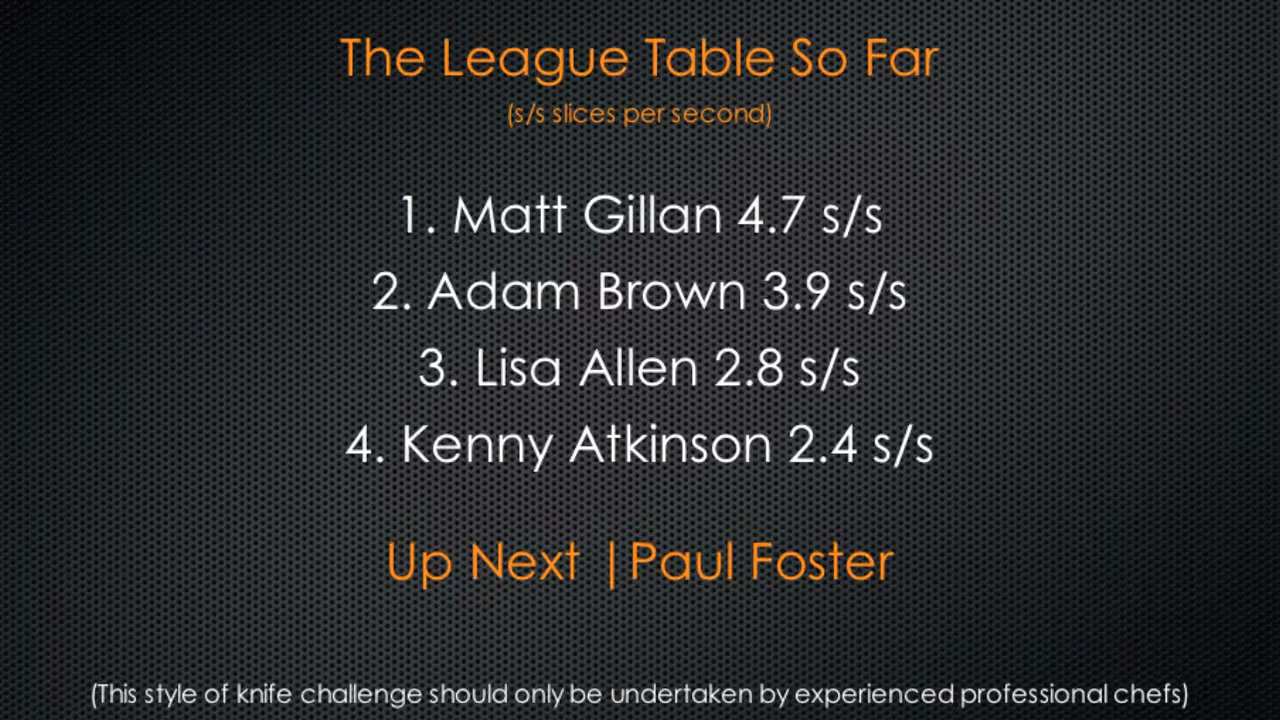 The League Table So Far
(s/s slices per second)
1. Matt Gillan 4.7 s/s
2. Adam Brown 3.9 s/s
3. Lisa Allen 2.8 s/s
4. Kenny Atkinson 2.4 s/s
Up Next |Paul Foster
(This style of knife challenge should only be undertaken by experienced professional chefs)